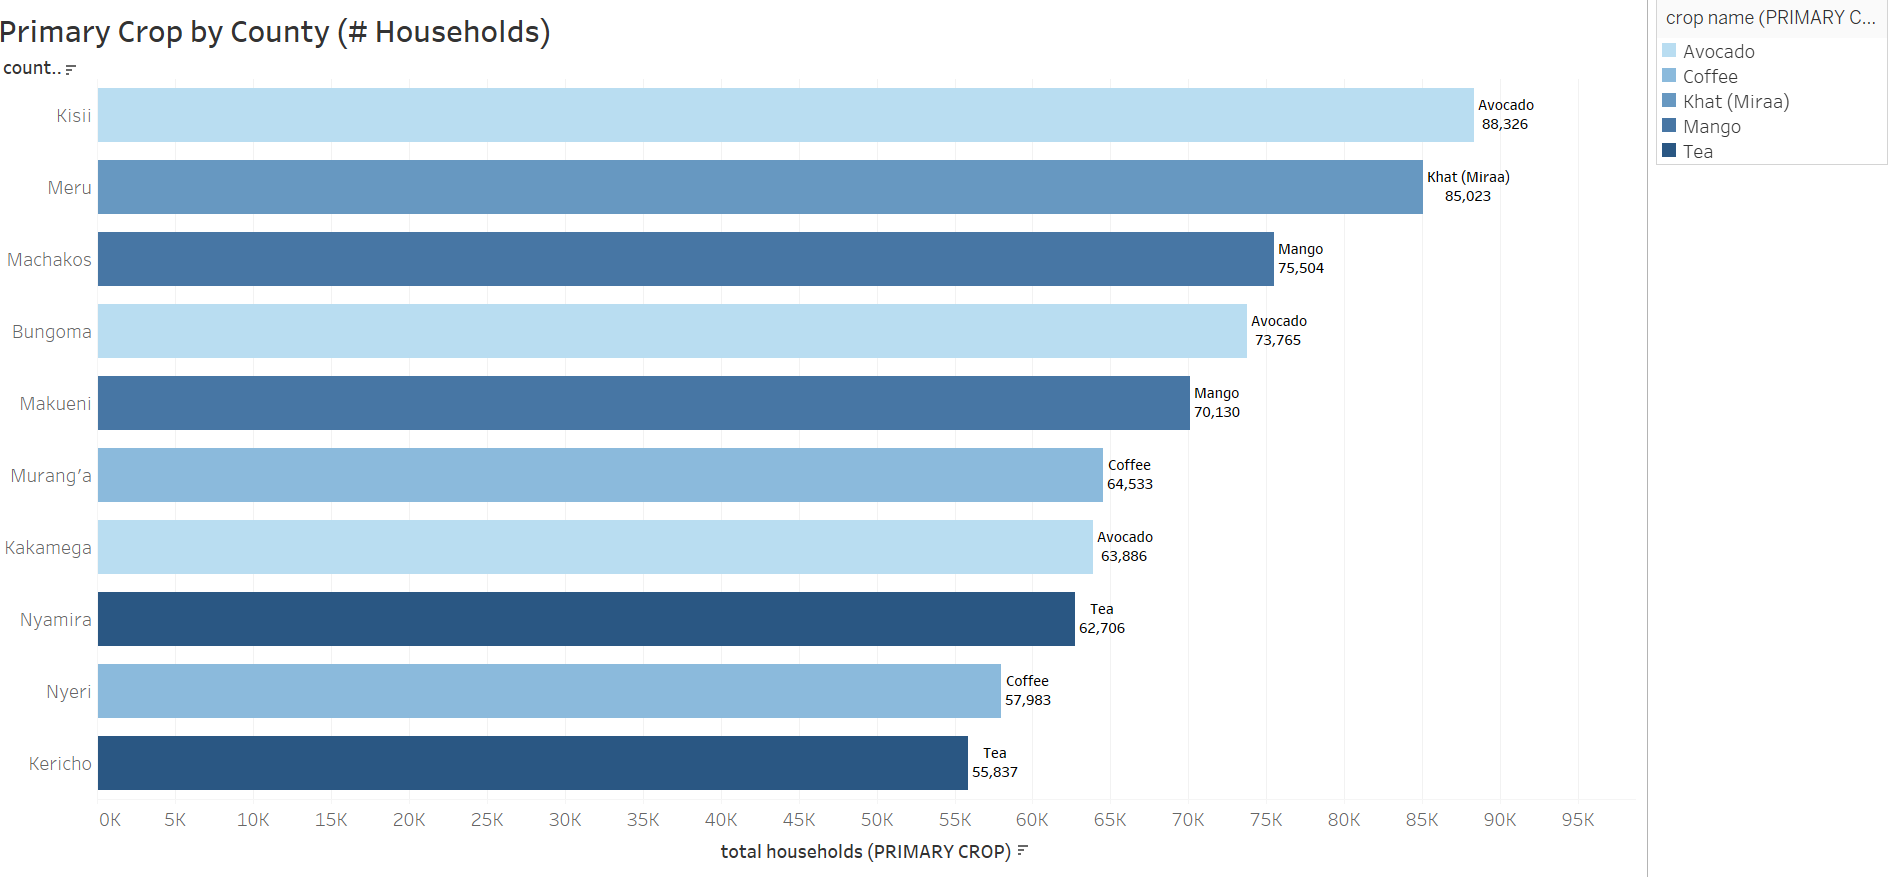 Primary Crop by County (# Households)
count..
Kisii
Avocado
88,326
Meru
Khat (Miraa)
85,023
Machakos
Mango
75,504
Bungoma
Avocado
73,765
Makueni
Mango
70,130
Murang’a
Coffee
64,533
Kakamega
Avocado
63,886
Nyamira
Tea
62,706
Nyeri
Coffee
57,983
Kericho
Tea
55,837
0K 5K 10K 15K 20K 25K 30K 35K 40K 45K 50K 55K 60K 65K 70K 75K 80K 85K 90K 95K
total households (PRIMARY CROP)
crop name (PRIMARY C...
Avocado
Coffee
Khat (Miraa)
Mango
Tea